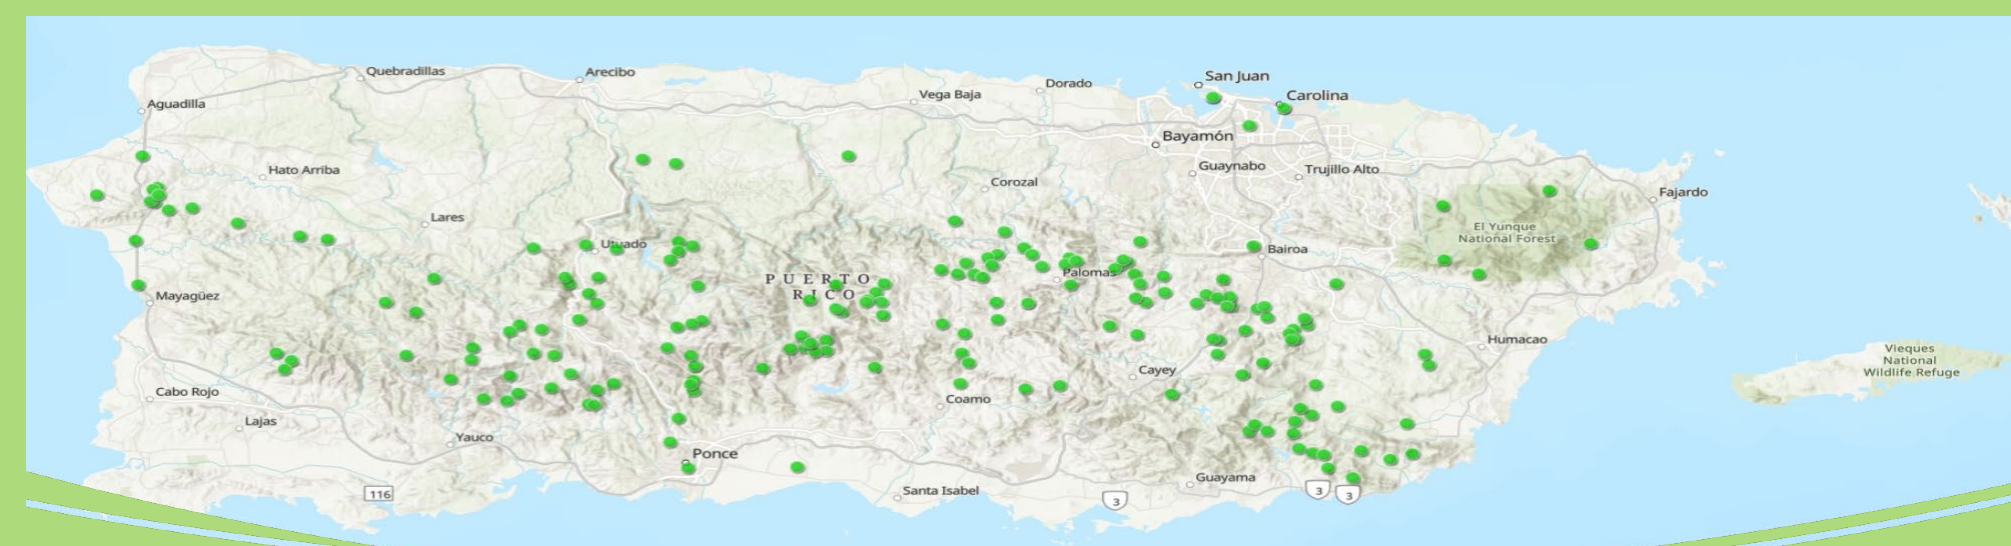 Quebradillas
Arecibo
San Juan
Dorado
Carolina
Vega Baja
Aguadilla
Bayamón
Guaynabo
Trujillo Alto
Hato Arriba
Corozal
Fajardo
Lares
El Yunque
National Forest
Utuado
Bairoa
PUERTO
RICO
Palomas
Mayagüez
Humacao
Vieques
National
Wildlife Refuge
Cayey
Cabo Rojo
Coamo
Lajas
Yauco
Ponce
Guayama
Santa Isabel
116
3
3
3